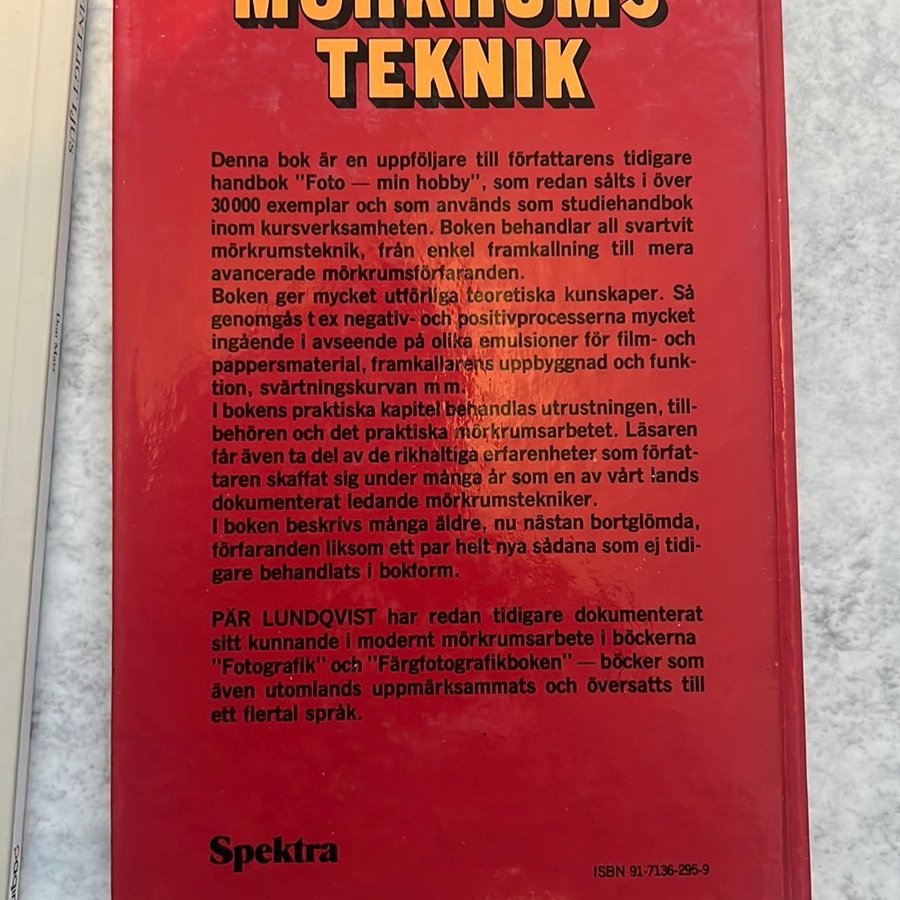 MÖRKRUMS
TEKNIK
Denna bok är en uppföljare till författarens tidigare
handbok "Foto — min hobby", som redan sålts i över
30 000 exemplar och som används som studiehandbok
inom kursverksamheten. Boken behandlar all svartvit
mörkrumsteknik, från enkel framkallning till mera
avancerade mörkrumsförfaranden.
Boken ger mycket utförliga teoretiska kunskaper. Så
genomgås t ex negativ- och positivprocesserna mycket
ingående i avseende på olika emulsioner för film- och
pappersmaterial, framkallarens uppbyggnad och funk-
tion, svärtningskurvan m m.
I bokens praktiska kapitel behandlas utrustningen, till-
behören och det praktiska mörkrumsarbetet. Läsaren
får även ta del av de rikhaltiga erfarenheter som förfat-
taren skaffat sig under många år som en av vårt lands
dokumenterat ledande mörkrumstekniker.
I boken beskrivs många äldre, nu nästan bortglömda,
förfaranden liksom ett par helt nya sådana som ej tidi-
gare behandlats i bokform.
PÄR LUNDQVIST har redan tidigare dokumenterat
sitt kunnande i modernt mörkrumsarbete i böckerna
"Fotografik" och "Färgfotografikboken" — böcker som
även utomlands uppmärksammats och översatts till
ett flertal språk.
Spektra
ISBN 91-7136-295-9